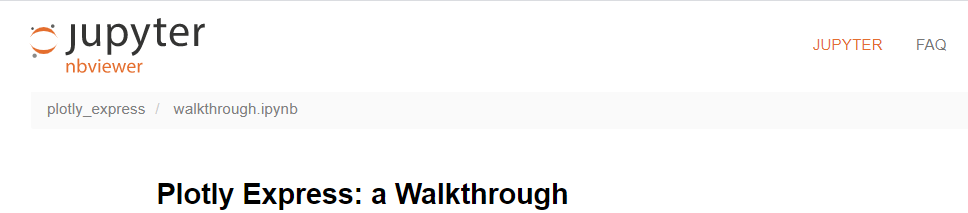 jupyter
nbviewer
JUPYTER FAQ
plotly_express / walkthrough.ipynb
Plotly Express: a Walkthrough